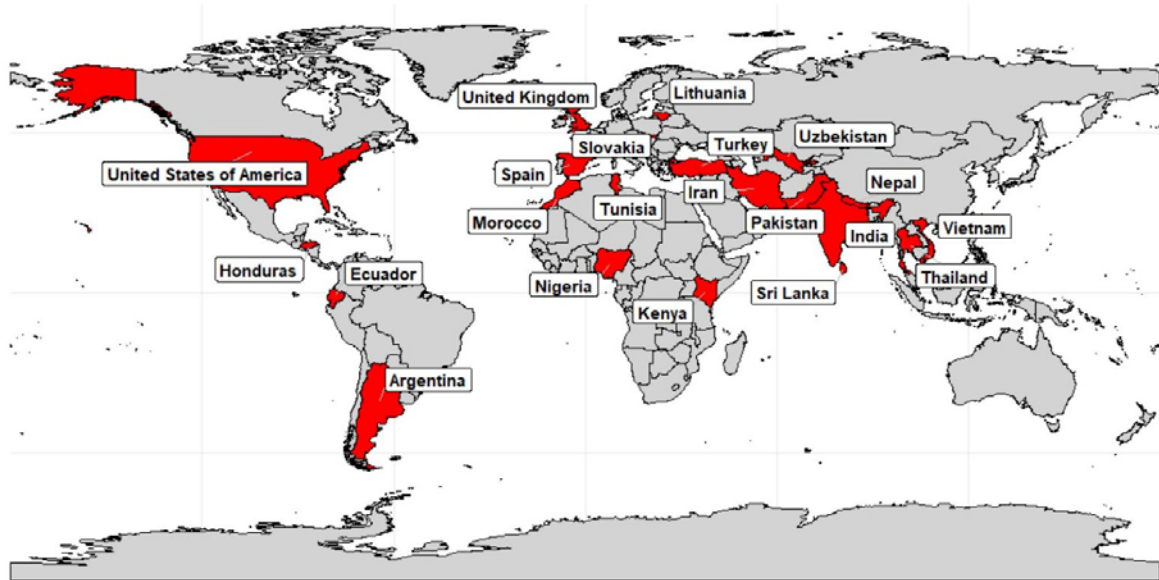 United Kingdom
Lithuania
Slovakia
Turkey
Uzbekistan
United States of America
Spain
Iran
Nepal
Morocco
Tunisia
Pakistan
India
Vietnam
Honduras
Ecuador
Nigeria
Kenya
Sri Lanka
Thailand
Argentina